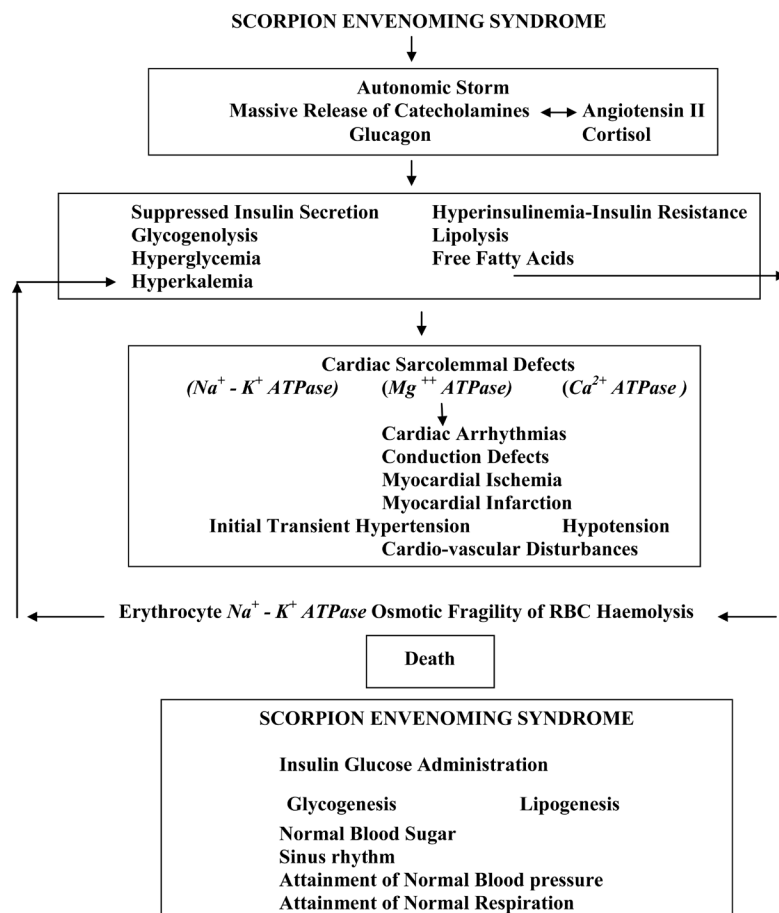 SCORPION ENVENOMING SYNDROME
Autonomic Storm
Massive Release of Catecholamines Angiotensin II
Glucagon Cortisol
Suppressed Insulin Secretion Hyperinsulinemia-Insulin Resistance
Glycogenolysis Lipolysis
Hyperglycemia Free Fatty Acids
Hyperkalemia
Cardiac Sarcolemmal Defects
(Na⁺ - K⁺ ATPase) (Mg ⁺⁺ ATPase) (Ca²⁺ ATPase )
Cardiac Arrhythmias
Conduction Defects
Myocardial Ischemia
Myocardial Infarction
Initial Transient Hypertension Hypotension
Cardio-vascular Disturbances
Erythrocyte Na⁺ - K⁺ ATPase Osmotic Fragility of RBC Haemolysis
Death
SCORPION ENVENOMING SYNDROME
Insulin Glucose Administration
Glycogenesis Lipogenesis
Normal Blood Sugar
Sinus rhythm
Attainment of Normal Blood pressure
Attainment of Normal Respiration